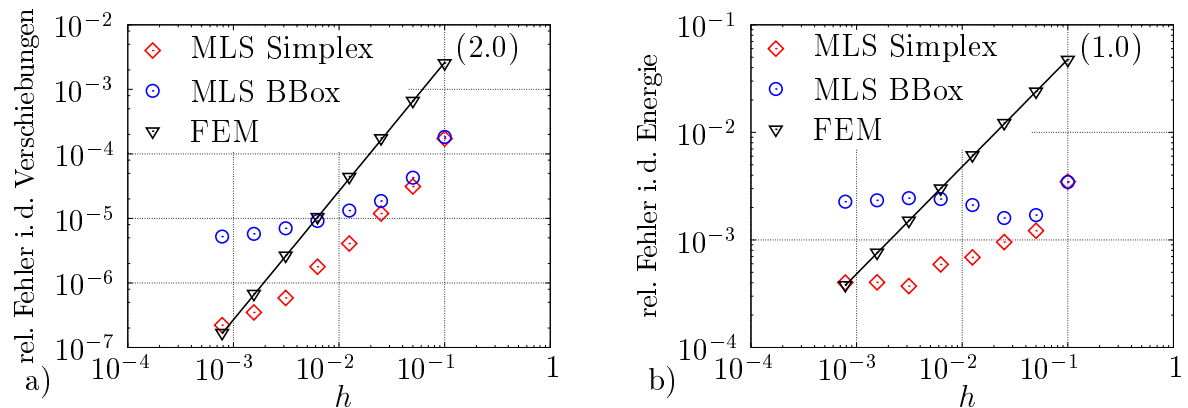 rel. Fehler i. d. Verschiebungen
10^{-2}
10^{-3}
10^{-4}
10^{-5}
10^{-6}
10^{-7}
MLS Simplex
MLS BBox
FEM
(2.0)
10^{-4}
10^{-3}
10^{-2}
10^{-1}
1
h
a)
rel. Fehler i. d. Energie
10^{-1}
10^{-2}
10^{-3}
10^{-4}
MLS Simplex
MLS BBox
FEM
(1.0)
10^{-4}
10^{-3}
10^{-2}
10^{-1}
1
h
b)